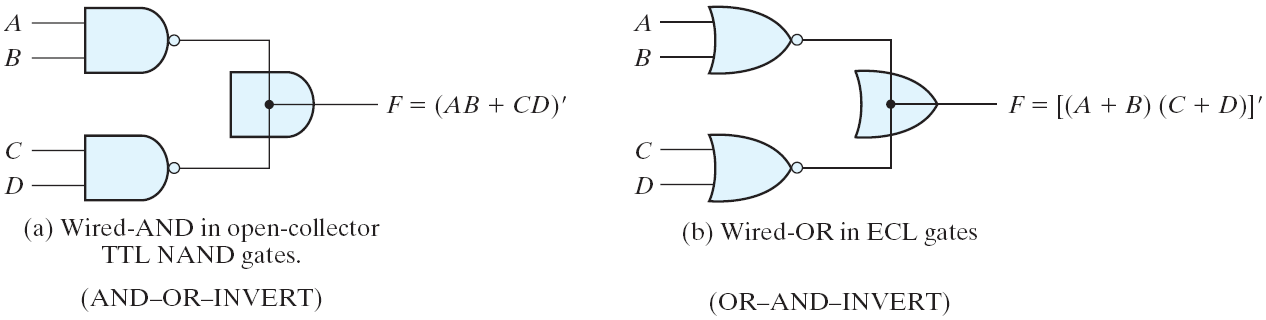 A
B
C
D
F = (AB + CD)′
(a) Wired-AND in open-collector
TTL NAND gates.
(AND–OR–INVERT)
A
B
C
D
F = [(A + B) (C + D)]′
(b) Wired-OR in ECL gates
(OR–AND–INVERT)